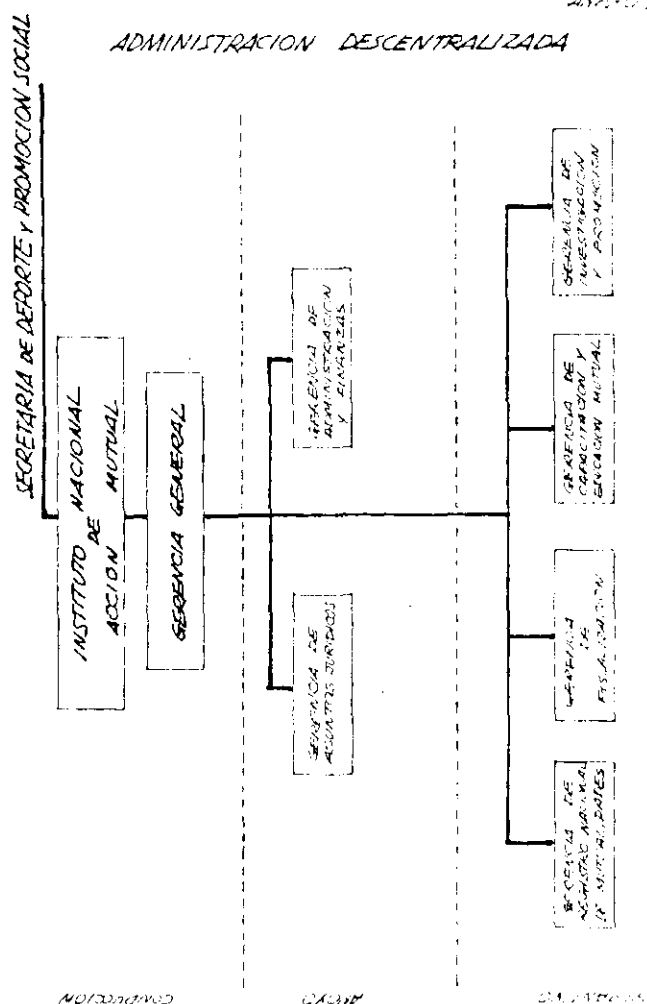 ADMINISTRACION DESCENTRALIZADA
SECRETARIA DE DEPORTE y PROMOCION SOCIAL
INSTITUTO NACIONAL
DE
ACCION MUTUAL
GERENCIA GENERAL
GERENCIA DE
ASUNTOS JURIDICOS
GERENCIA DE
ADMINISTRACION
Y FINANZAS
GERENCIA DE
REGISTRO NACIONAL
DE MUTUALIDADES
GERENCIA
DE
FISCALIZACION
GERENCIA DE
CAPACITACION Y
EDUCACION MUTUAL
GERENCIA DE
INVESTIGACION
Y PROMOCION
CONDUCCION
APOYO